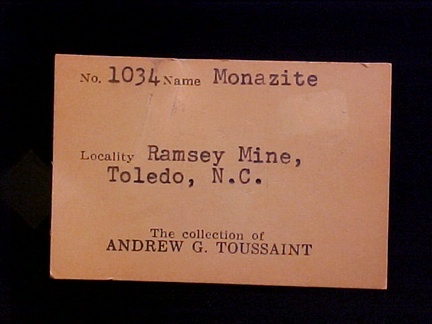 No. 1034 Name Monazite
Locality Ramsey Mine,
Toledo, N.C.
The collection of
ANDREW G. TOUSSAINT